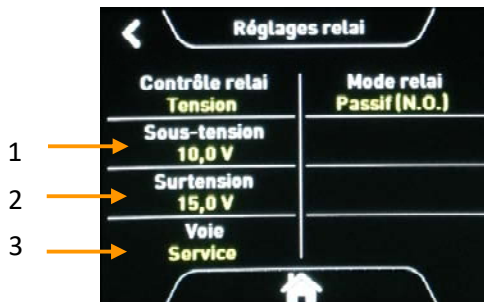 Réglages relai
Contrôle relai
Tension
Mode relai
Passif (N.O.)
1
Sous-tension
10,0 V
2
Surtension
15,0 V
3
Voie
Service